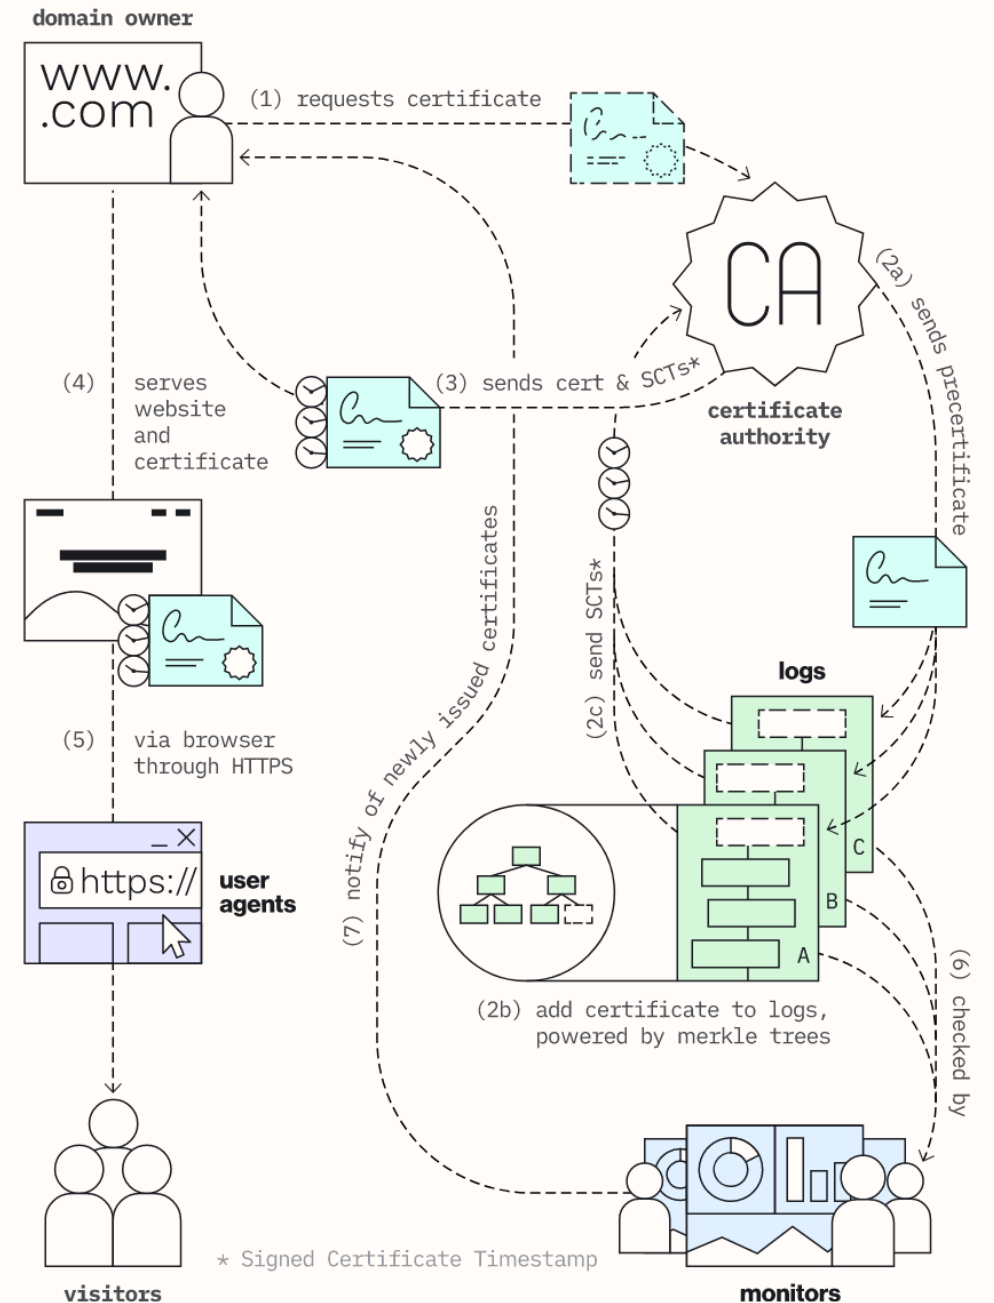 domain owner
www.
.com
(1) requests certificate
CA
(2a) sends precertificate
(3) sends cert & SCTs*
certificate
authority
(4) serves
website
and
certificate
(2c) send SCTs*
logs
(5) via browser
through HTTPS
(7) notify of newly issued certificates
https://
user
agents
C
B
A
(2b) add certificate to logs,
powered by merkle trees
(6) checked by
* Signed Certificate Timestamp
visitors
monitors